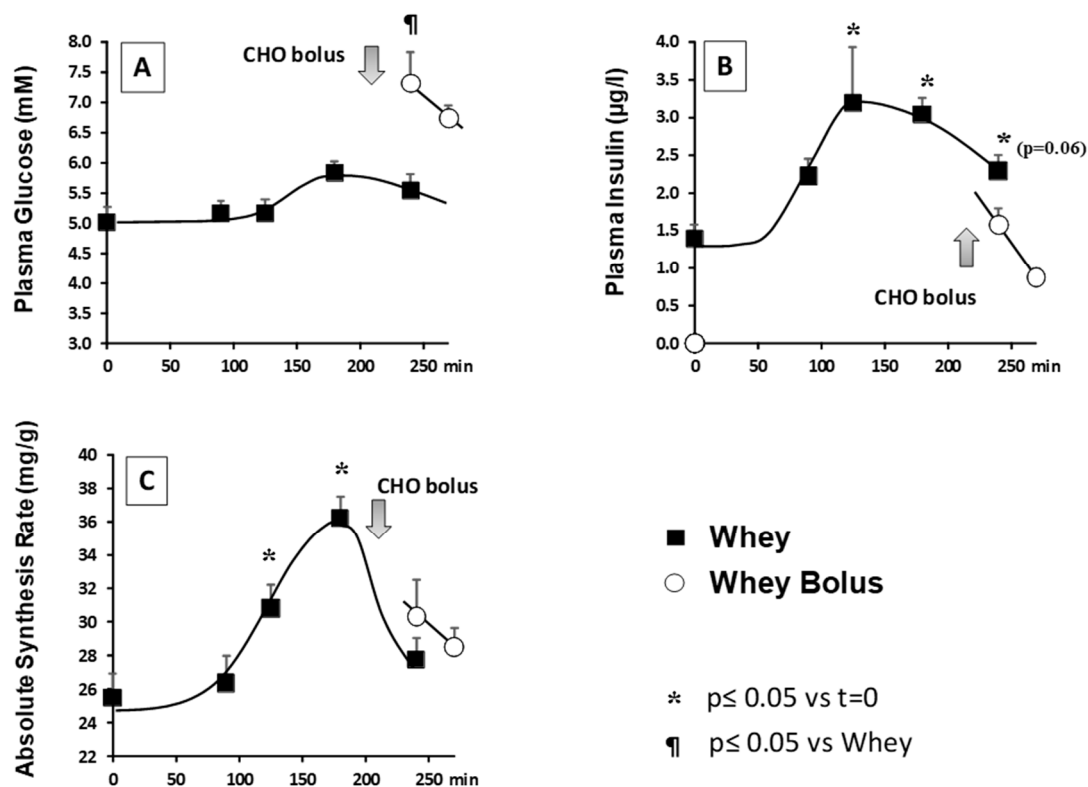 ¶
*
8.0
7.5
7.0
6.5
6.0
5.5
5.0
4.5
4.0
3.5
3.0
A
CHO bolus
Plasma Glucose (mM)
0 50 100 150 200 250 min
4.0
3.5
3.0
2.5
2.0
1.5
1.0
0.5
0.0
B
*
* (p=0.06)
CHO bolus
Plasma Insulin (µg/l)
0 50 100 150 200 250 min
40
38
36
34
32
30
28
26
24
22
C
*
*
CHO bolus
Absolute Synthesis Rate (mg/g)
0 50 100 150 200 250 min
Whey
Whey Bolus
* p≤ 0.05 vs t=0
¶ p≤ 0.05 vs Whey